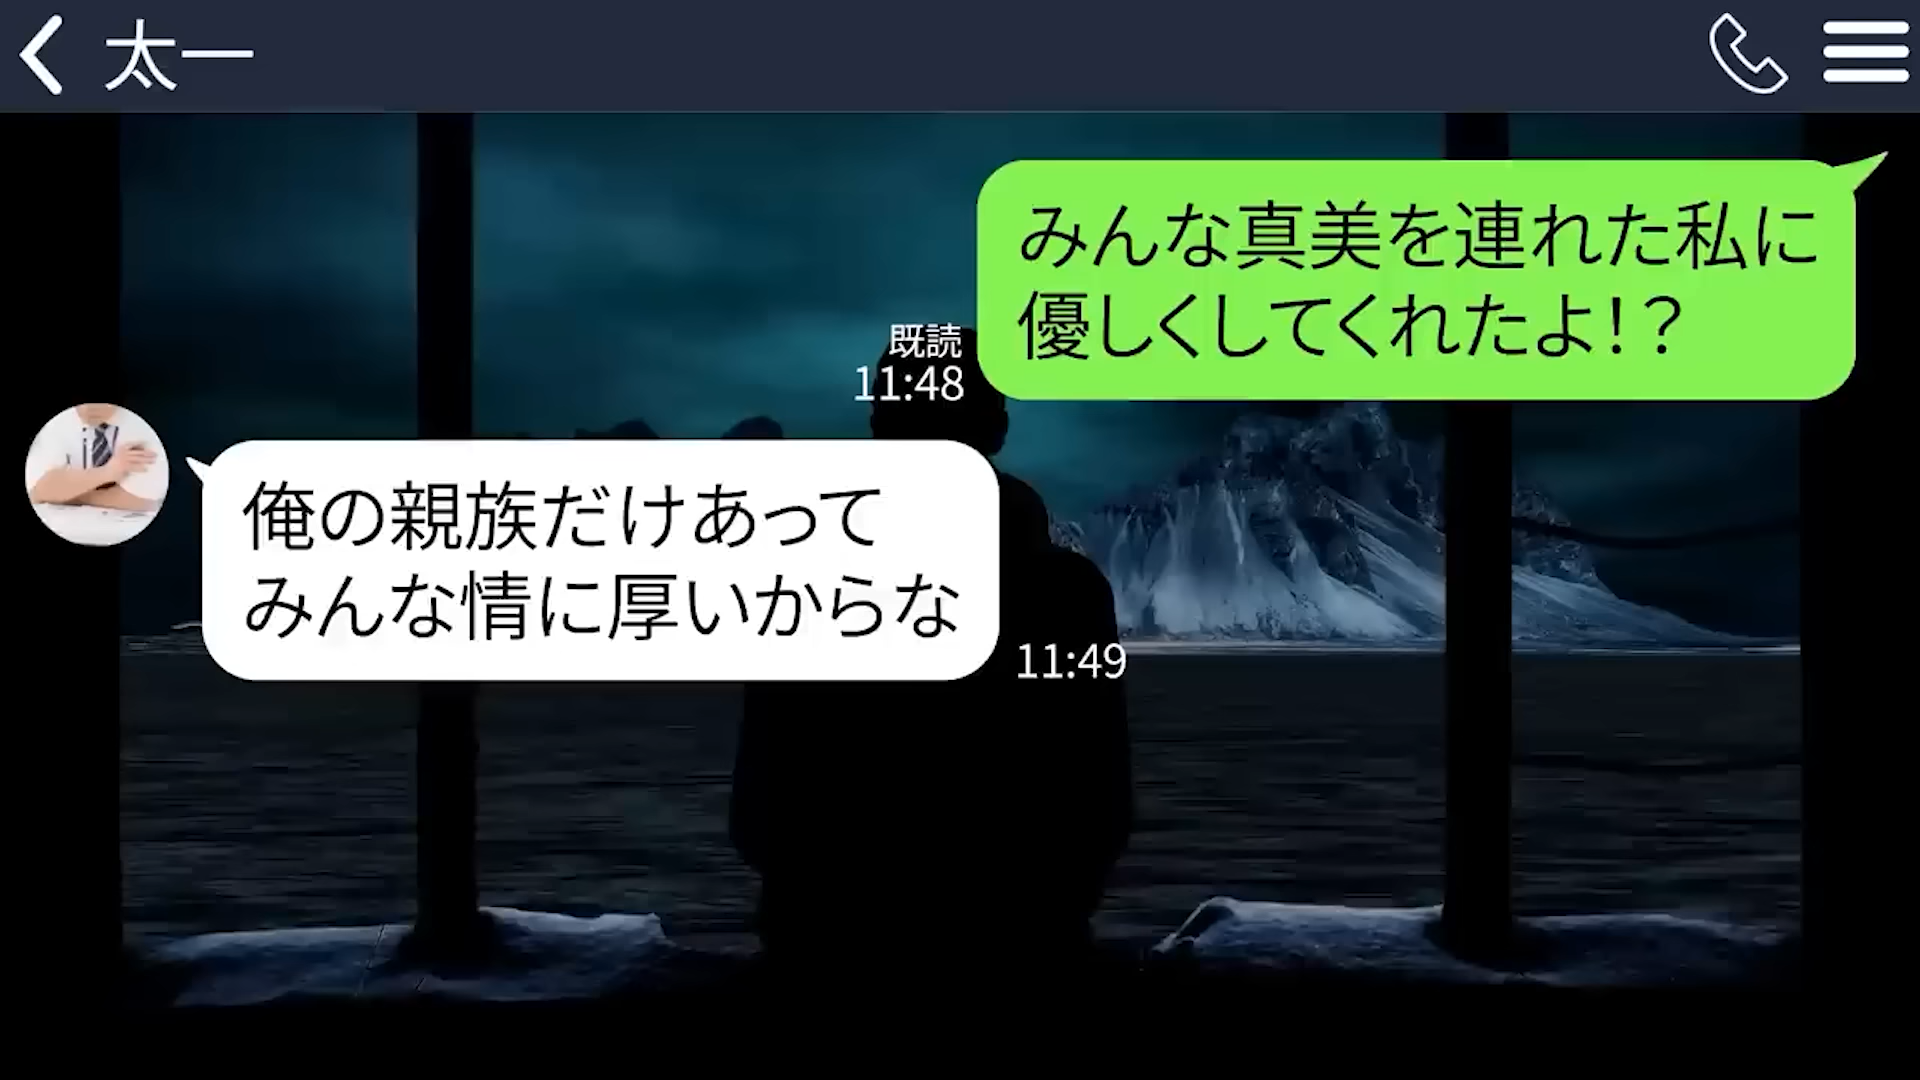 太一
みんな真美を連れた私に
優しくしてくれたよ！？
既読
11:48
俺の親族だけあって
みんな情に厚いからな
11:49